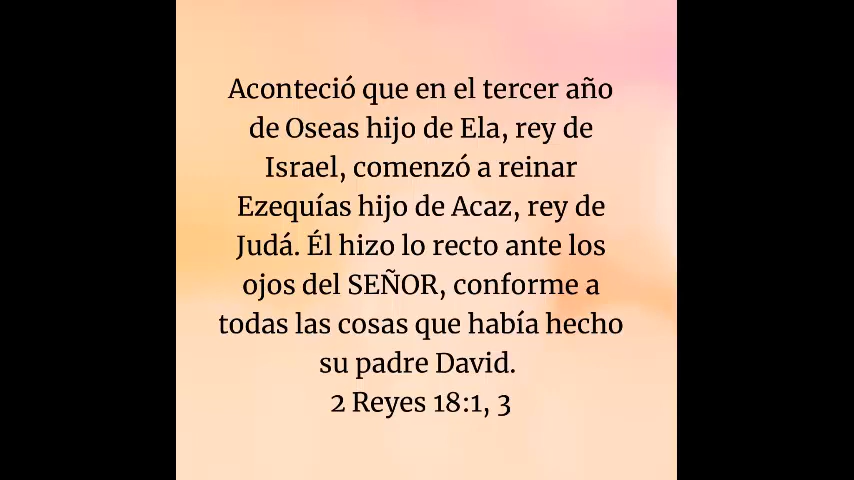 Aconteció que en el tercer año
de Oseas hijo de Ela, rey de
Israel, comenzó a reinar
Ezequías hijo de Acaz, rey de
Judá. Él hizo lo recto ante los
ojos del SEÑOR, conforme a
todas las cosas que había hecho
su padre David.
2 Reyes 18:1, 3